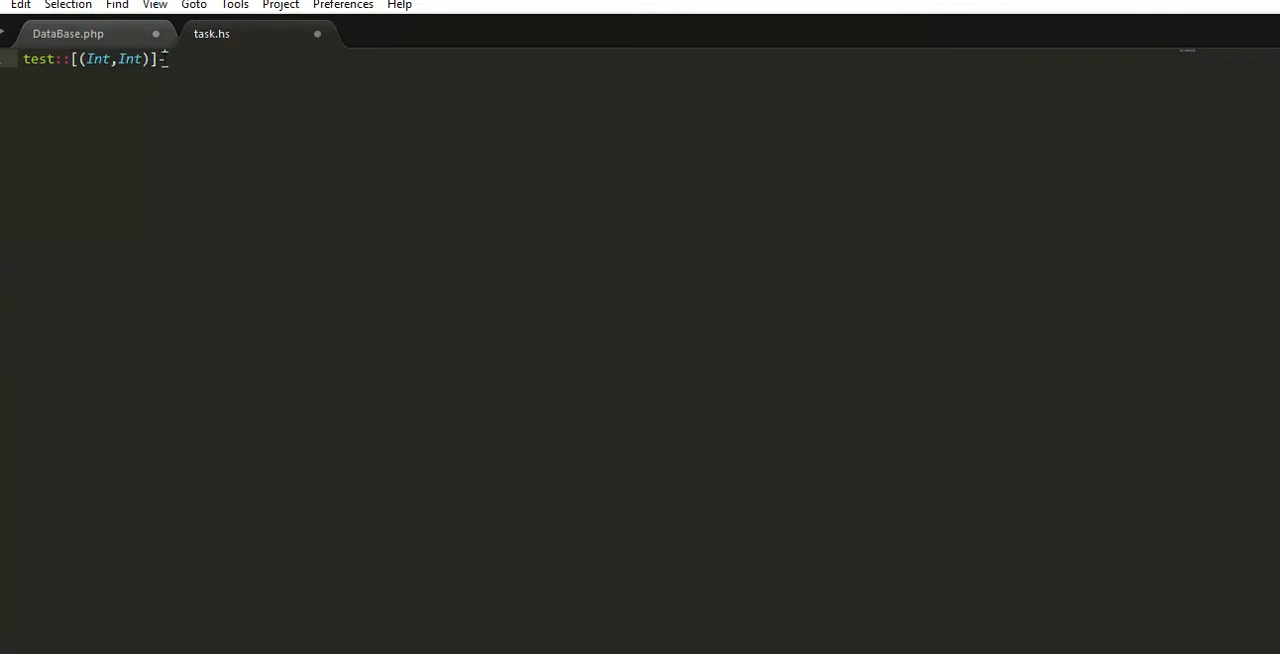 Edit Selection Find View Goto Tools Project Preferences Help
DataBase.php task.hs
test::[(Int,Int)]-